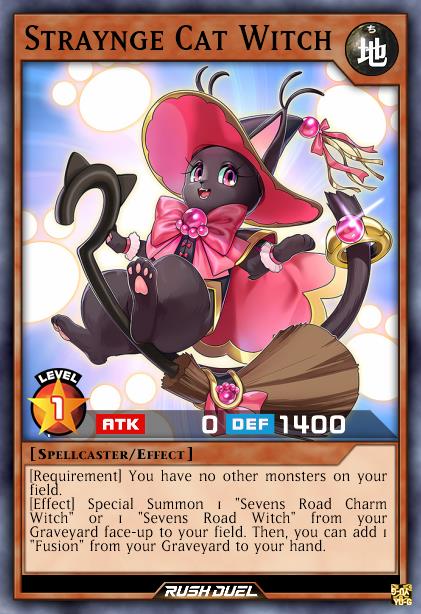 Straynge Cat Witch
ち
地
LEVEL
1
ATK 0 DEF 1400
[Spellcaster/Effect]
[Requirement] You have no other monsters on your
field.
[Effect] Special Summon 1 "Sevens Road Charm
Witch" or 1 "Sevens Road Witch" from your
Graveyard face-up to your field. Then, you can add 1
"Fusion" from your Graveyard to your hand.
RUSH DUEL